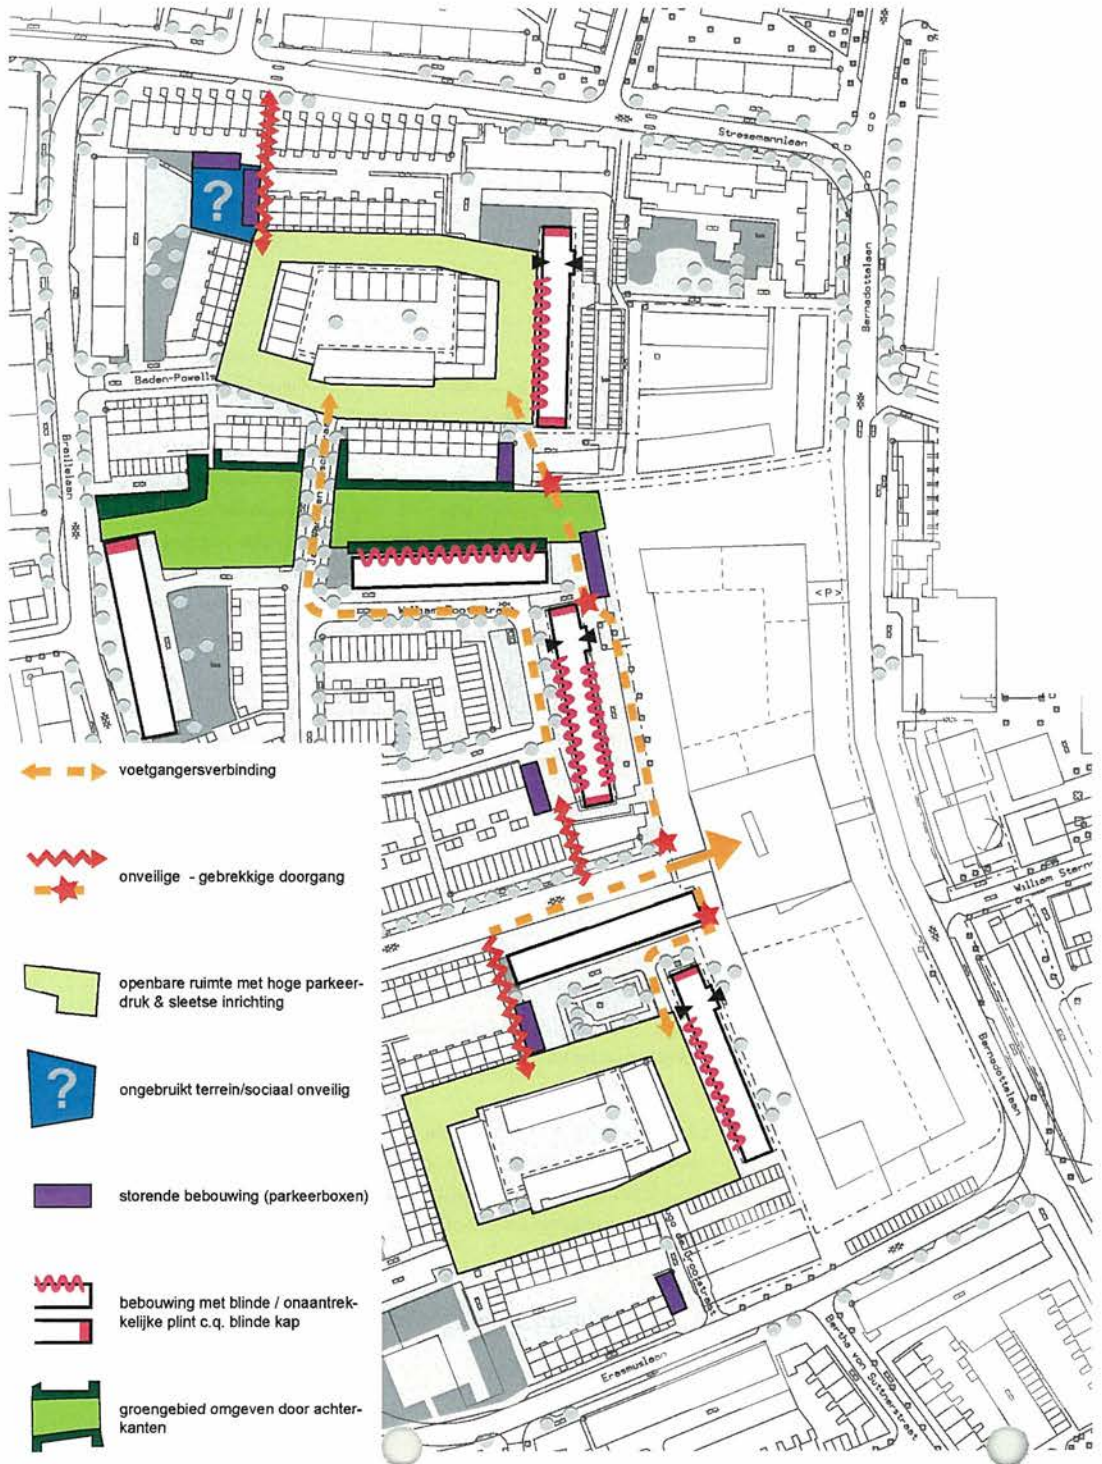 Stresemannlaan
?
Bernadottelaan
Baden-Powells
Braillelaan
<P>
voetgangersverbinding
onveilige - gebrekkige doorgang
William Stern
openbare ruimte met hoge parkeer-
druk & sleetse inrichting
Bernadottelaan
?
ongebruikt terrein/sociaal onveilig
storende bebouwing (parkeerboxen)
bebouwing met blinde / onaantrek-
kelijke plint c.q. blinde kap
Erasmuslaan
Bertha von Suttnerstraat
groengebied omgeven door achter-
kanten